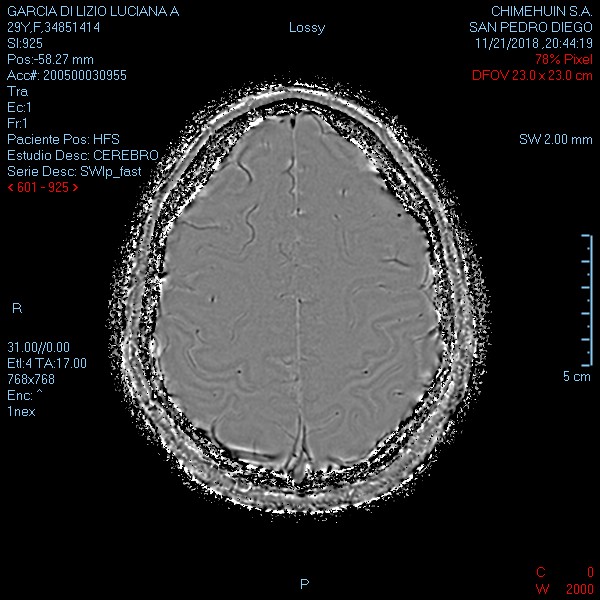 GARCIA DI LIZIO LUCIANA A
29Y,F,34851414
Sl:925
Pos:-58.27 mm
Acc#: 200500030955
Tra
Ec:1
Fr:1
Paciente Pos: HFS
Estudio Desc: CEREBRO
Serie Desc: SWIp_fast
< 601 - 925 >
Lossy
CHIMEHUIN S.A.
SAN PEDRO DIEGO
11/21/2018 ,20:44:19
78% Pixel
DFOV 23.0 x 23.0 cm
SW 2.00 mm
R
5 cm
31.00//0.00
Etl:4 TA:17.00
768x768
Enc: ^
1nex
P
C 0
W 2000